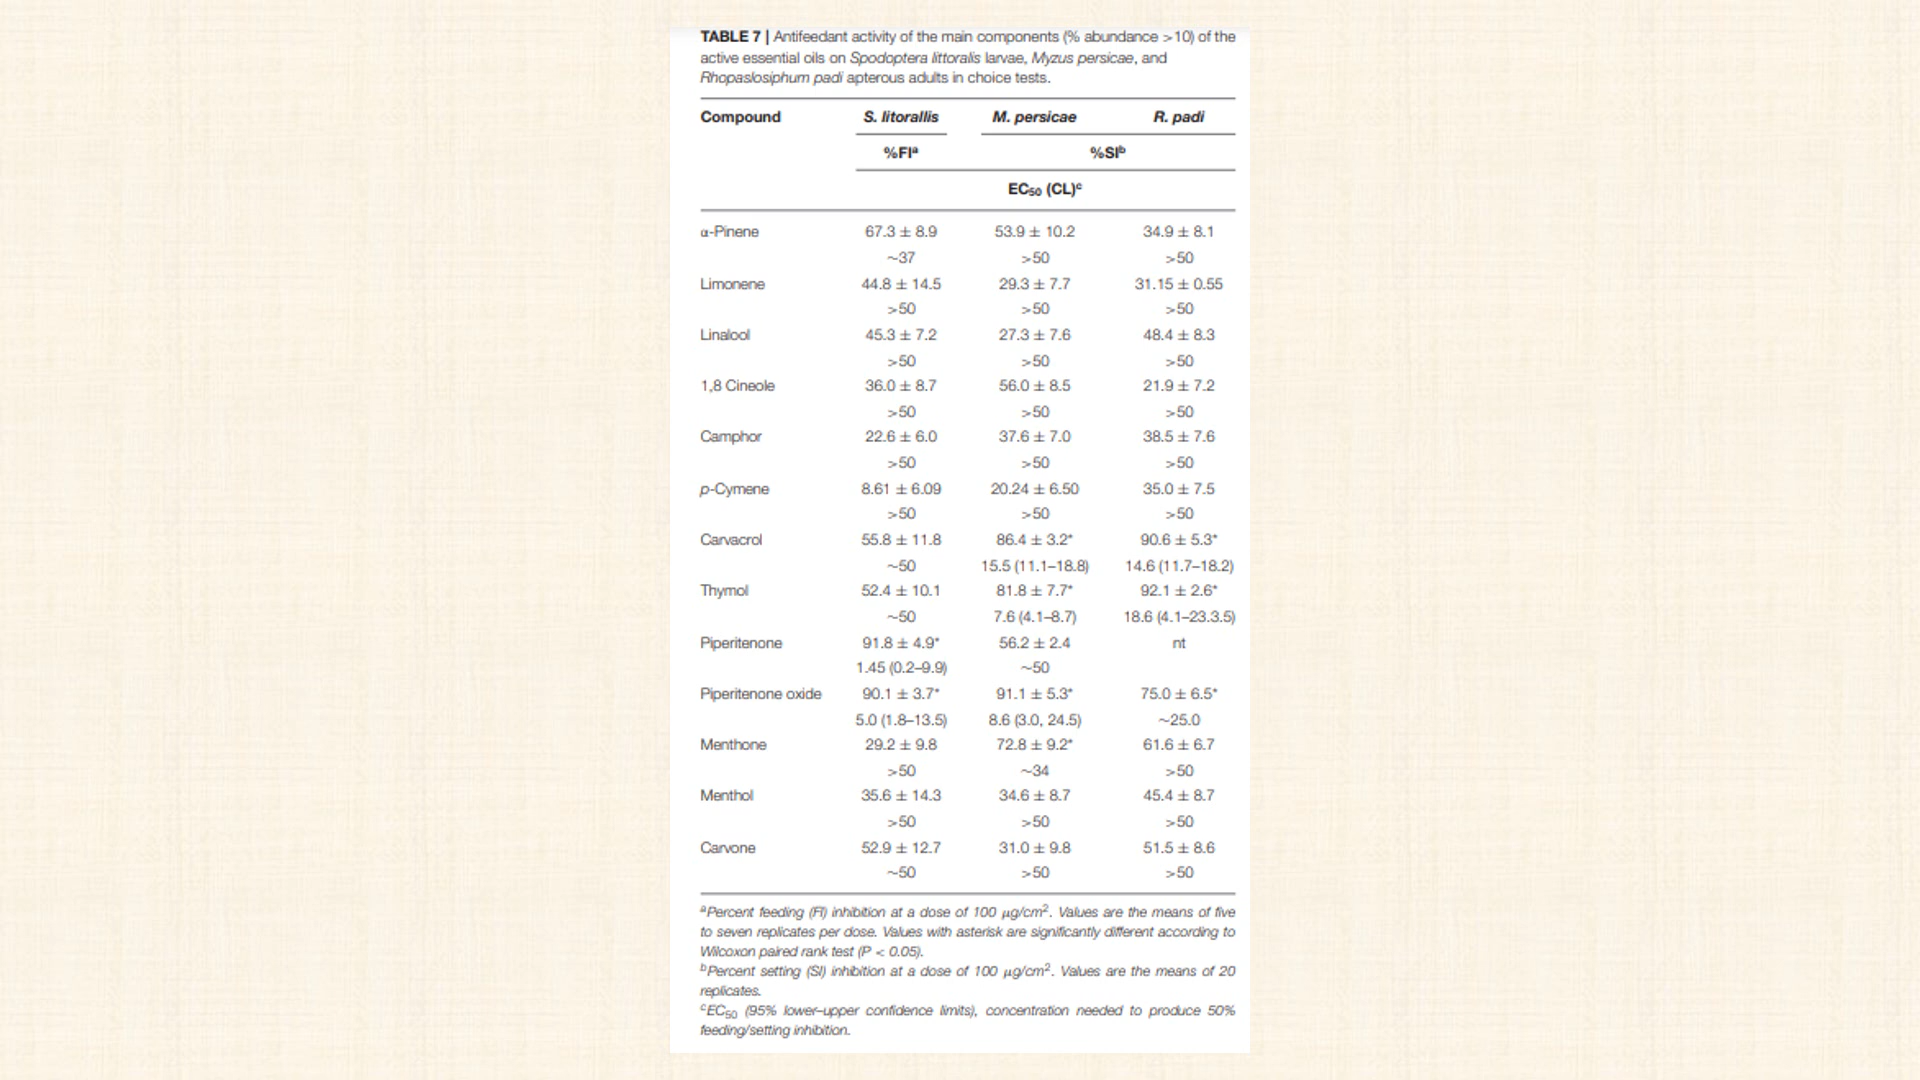 TABLE 7 | Antifeedant activity of the main components (% abundance >10) of the
active essential oils on Spodoptera littoralis larvae, Myzus persicae, and
Rhopaslosiphum padi apterous adults in choice tests.
Compound S. litorallis M. persicae R. padi
%FIᵃ %SIᵇ
EC₅₀ (CL)ᶜ
α-Pinene 67.3 ± 8.9 53.9 ± 10.2 34.9 ± 8.1
~37 >50 >50
Limonene 44.8 ± 14.5 29.3 ± 7.7 31.15 ± 0.55
>50 >50 >50
Linalool 45.3 ± 7.2 27.3 ± 7.6 48.4 ± 8.3
>50 >50 >50
1,8 Cineole 36.0 ± 8.7 56.0 ± 8.5 21.9 ± 7.2
>50 >50 >50
Camphor 22.6 ± 6.0 37.6 ± 7.0 38.5 ± 7.6
>50 >50 >50
p-Cymene 8.61 ± 6.09 20.24 ± 6.50 35.0 ± 7.5
>50 >50 >50
Carvacrol 55.8 ± 11.8 86.4 ± 3.2* 90.6 ± 5.3*
~50 15.5 (11.1–18.8) 14.6 (11.7–18.2)
Thymol 52.4 ± 10.1 81.8 ± 7.7* 92.1 ± 2.6*
~50 7.6 (4.1–8.7) 18.6 (4.1–23.3.5)
Piperitenone 91.8 ± 4.9* 56.2 ± 2.4 nt
1.45 (0.2–9.9) ~50
Piperitenone oxide 90.1 ± 3.7* 91.1 ± 5.3* 75.0 ± 6.5*
5.0 (1.8–13.5) 8.6 (3.0, 24.5) ~25.0
Menthone 29.2 ± 9.8 72.8 ± 9.2* 61.6 ± 6.7
>50 ~34 >50
Menthol 35.6 ± 14.3 34.6 ± 8.7 45.4 ± 8.7
>50 >50 >50
Carvone 52.9 ± 12.7 31.0 ± 9.8 51.5 ± 8.6
~50 >50 >50
ᵃPercent feeding (FI) inhibition at a dose of 100 μg/cm². Values are the means of five
to seven replicates per dose. Values with asterisk are significantly different according to
Wilcoxon paired rank test (P < 0.05).
ᵇPercent setting (SI) inhibition at a dose of 100 μg/cm². Values are the means of 20
replicates.
ᶜEC₅₀ (95% lower–upper confidence limits), concentration needed to produce 50%
feeding/setting inhibition.